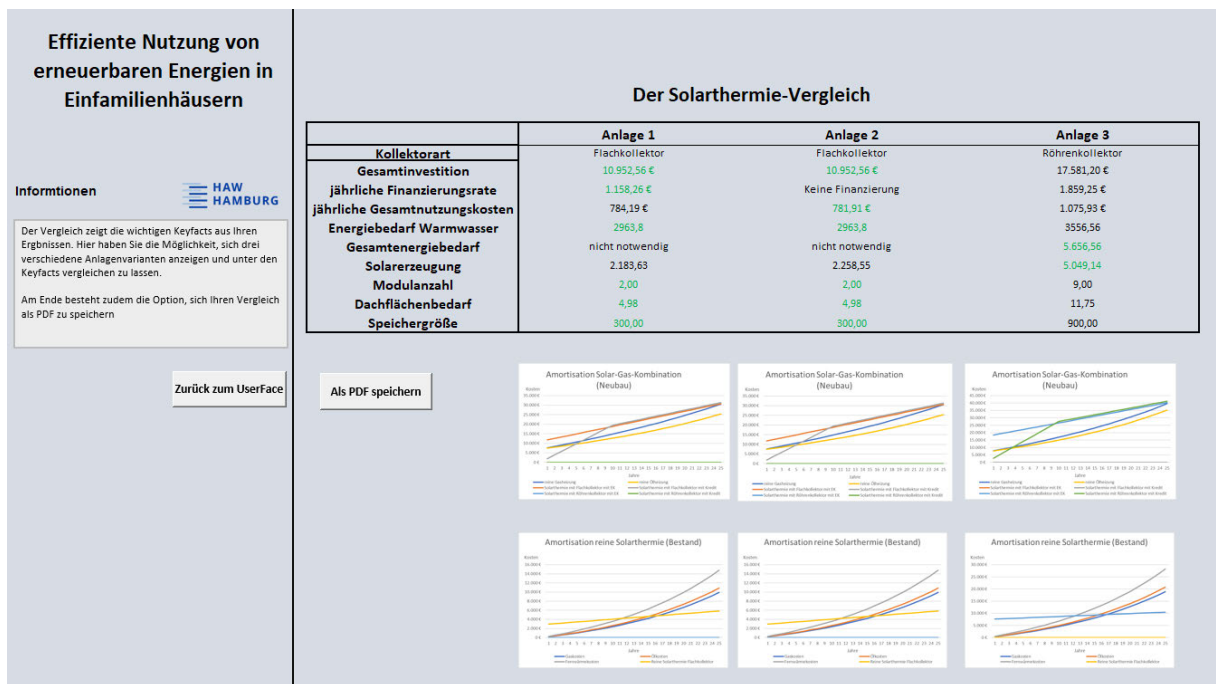 Effiziente Nutzung von
erneuerbaren Energien in
Einfamilienhäusern
Informtionen
HAW
HAMBURG
Der Vergleich zeigt die wichtigen Keyfacts aus Ihren
Ergbnissen. Hier haben Sie die Möglichkeit, sich drei
verschiedene Anlagenvarianten anzeigen und unter den
Keyfacts vergleichen zu lassen.
Am Ende besteht zudem die Option, sich Ihren Vergleich
als PDF zu speichern
Zurück zum UserFace
Der Solarthermie-Vergleich
Anlage 1 Anlage 2 Anlage 3
Kollektorart Flachkollektor Flachkollektor Röhrenkollektor
Gesamtinvestition 10.952,56 € 10.952,56 € 17.581,20 €
jährliche Finanzierungsrate 1.158,26 € Keine Finanzierung 1.859,25 €
jährliche Gesamtnutzungskosten 784,19 € 781,91 € 1.075,93 €
Energiebedarf Warmwasser 2963,8 2963,8 3556,56
Gesamtenergiebedarf nicht notwendig nicht notwendig 5.656,56
Solarerzeugung 2.183,63 2.258,55 5.049,14
Modulanzahl 2,00 2,00 9,00
Dachflächenbedarf 4,98 4,98 11,75
Speichergröße 300,00 300,00 900,00
Als PDF speichern
Amortisation Solar-Gas-Kombination
(Neubau)
Amortisation Solar-Gas-Kombination
(Neubau)
Amortisation Solar-Gas-Kombination
(Neubau)
Amortisation reine Solarthermie (Bestand)
Amortisation reine Solarthermie (Bestand)
Amortisation reine Solarthermie (Bestand)